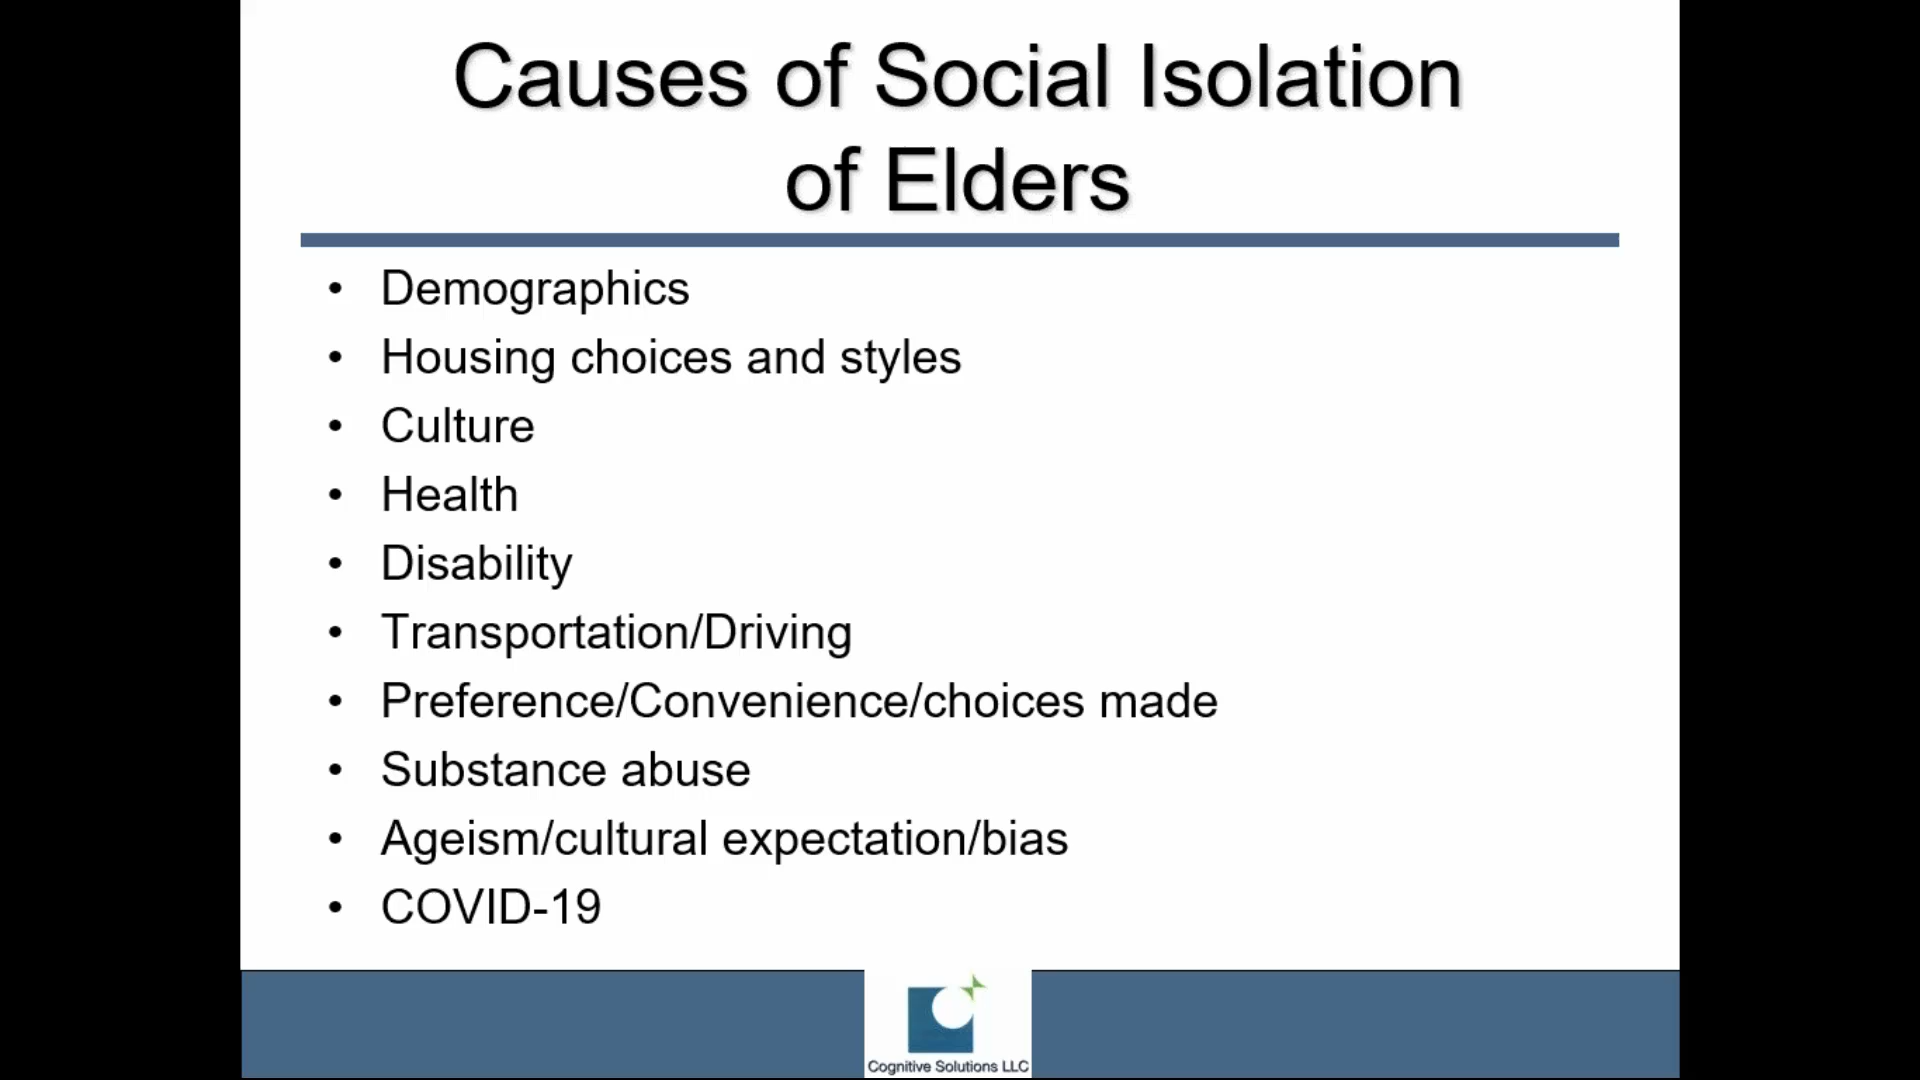 Causes of Social Isolation
of Elders
• Demographics
• Housing choices and styles
• Culture
• Health
• Disability
• Transportation/Driving
• Preference/Convenience/choices made
• Substance abuse
• Ageism/cultural expectation/bias
• COVID-19
Cognitive Solutions LLC